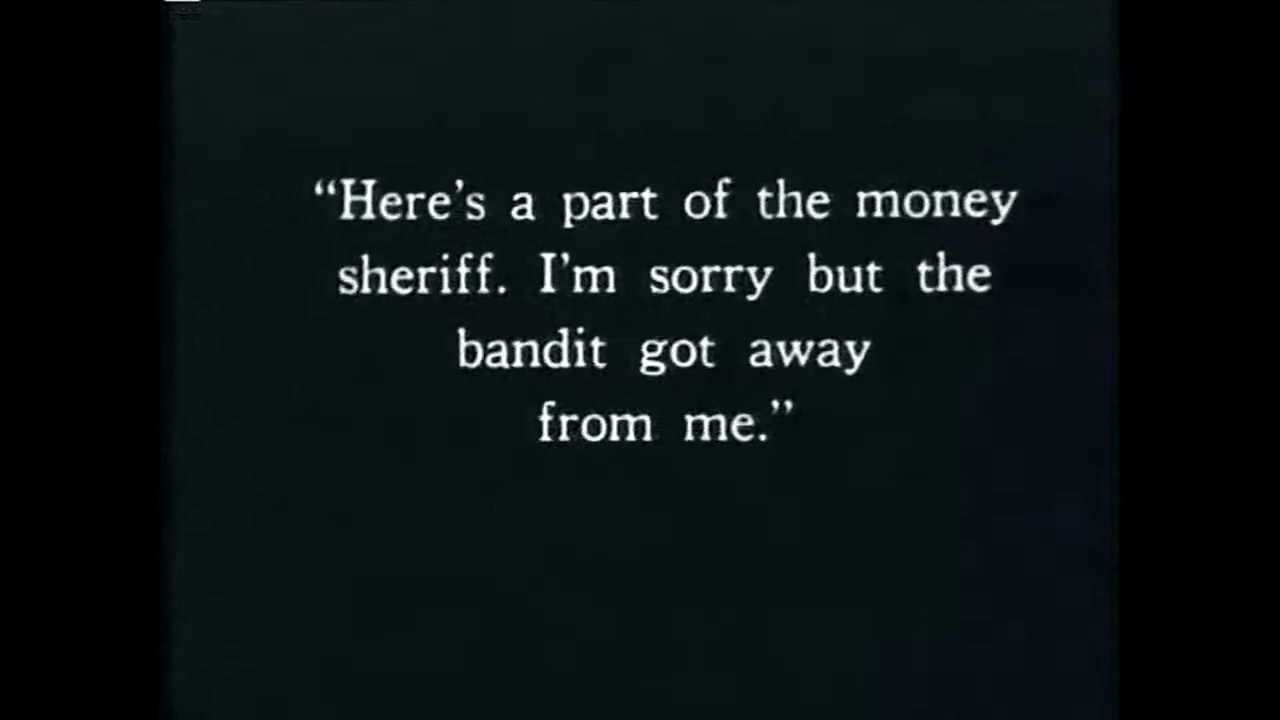 “Here’s a part of the money
sheriff. I’m sorry but the
bandit got away
from me.”